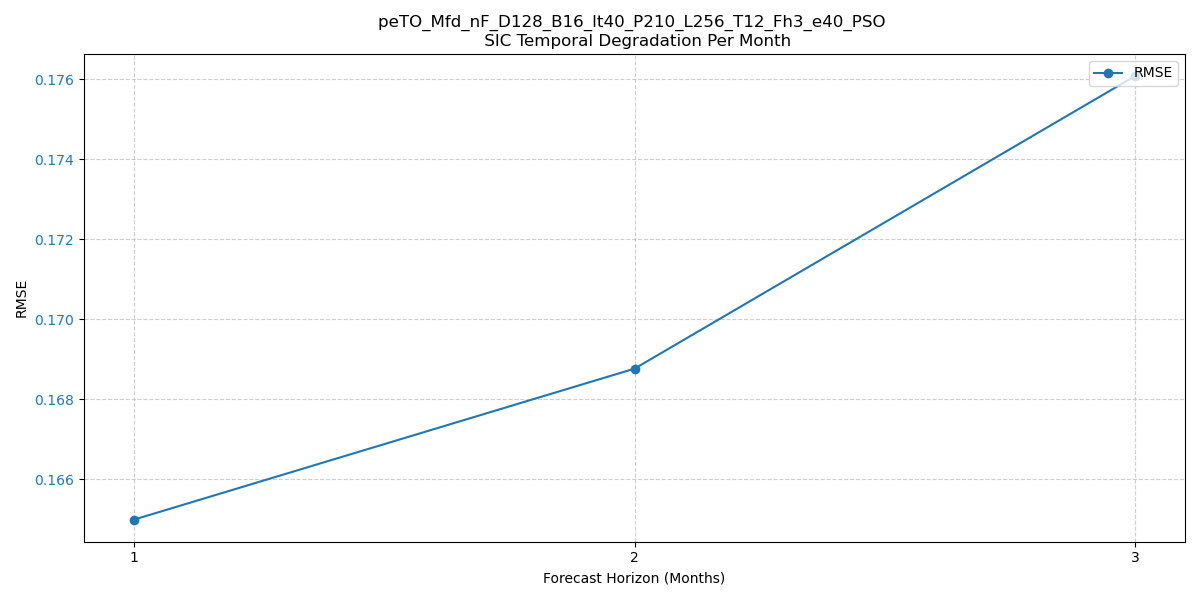 peTO_Mfd_nF_D128_B16_lt40_P210_L256_T12_Fh3_e40_PSO
SIC Temporal Degradation Per Month
RMSE
0.176
0.174
0.172
0.170
0.168
0.166
RMSE
1
2
3
Forecast Horizon (Months)